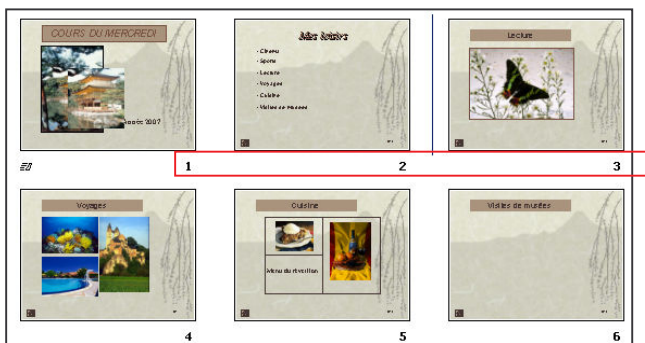 COURS DU MERCREDI
2007
1
Mes loisirs
- Cinéma
- Sports
- Lecture
- Voyages
- Cuisine
- Visites de musées
2
Lecture
3
Voyages
4
Cuisine
Menu du réveillon
5
Visites de musées
6